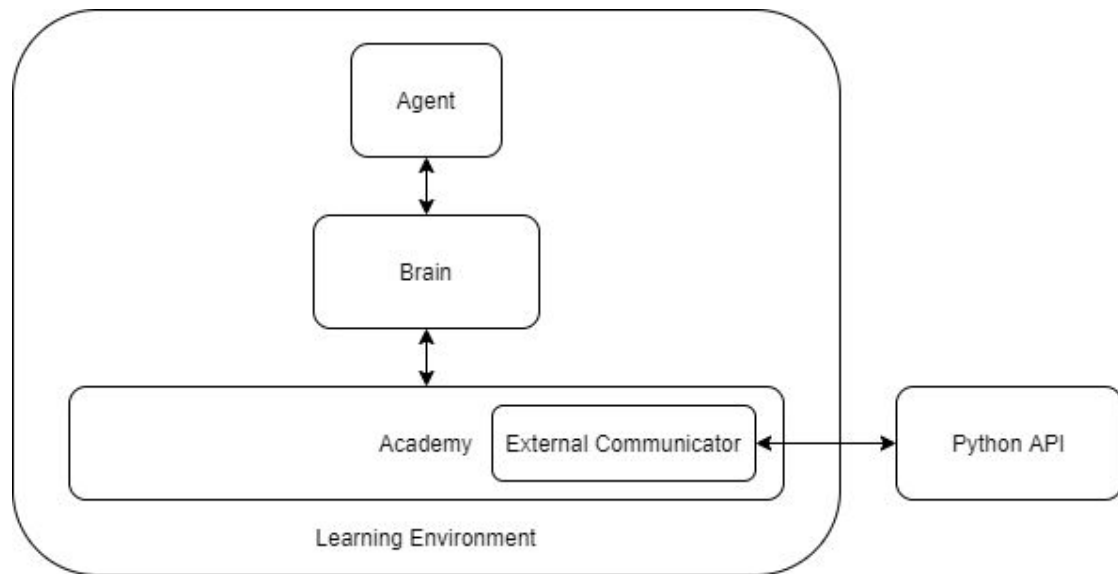 Agent
Brain
Academy
External Communicator
Python API
Learning Environment